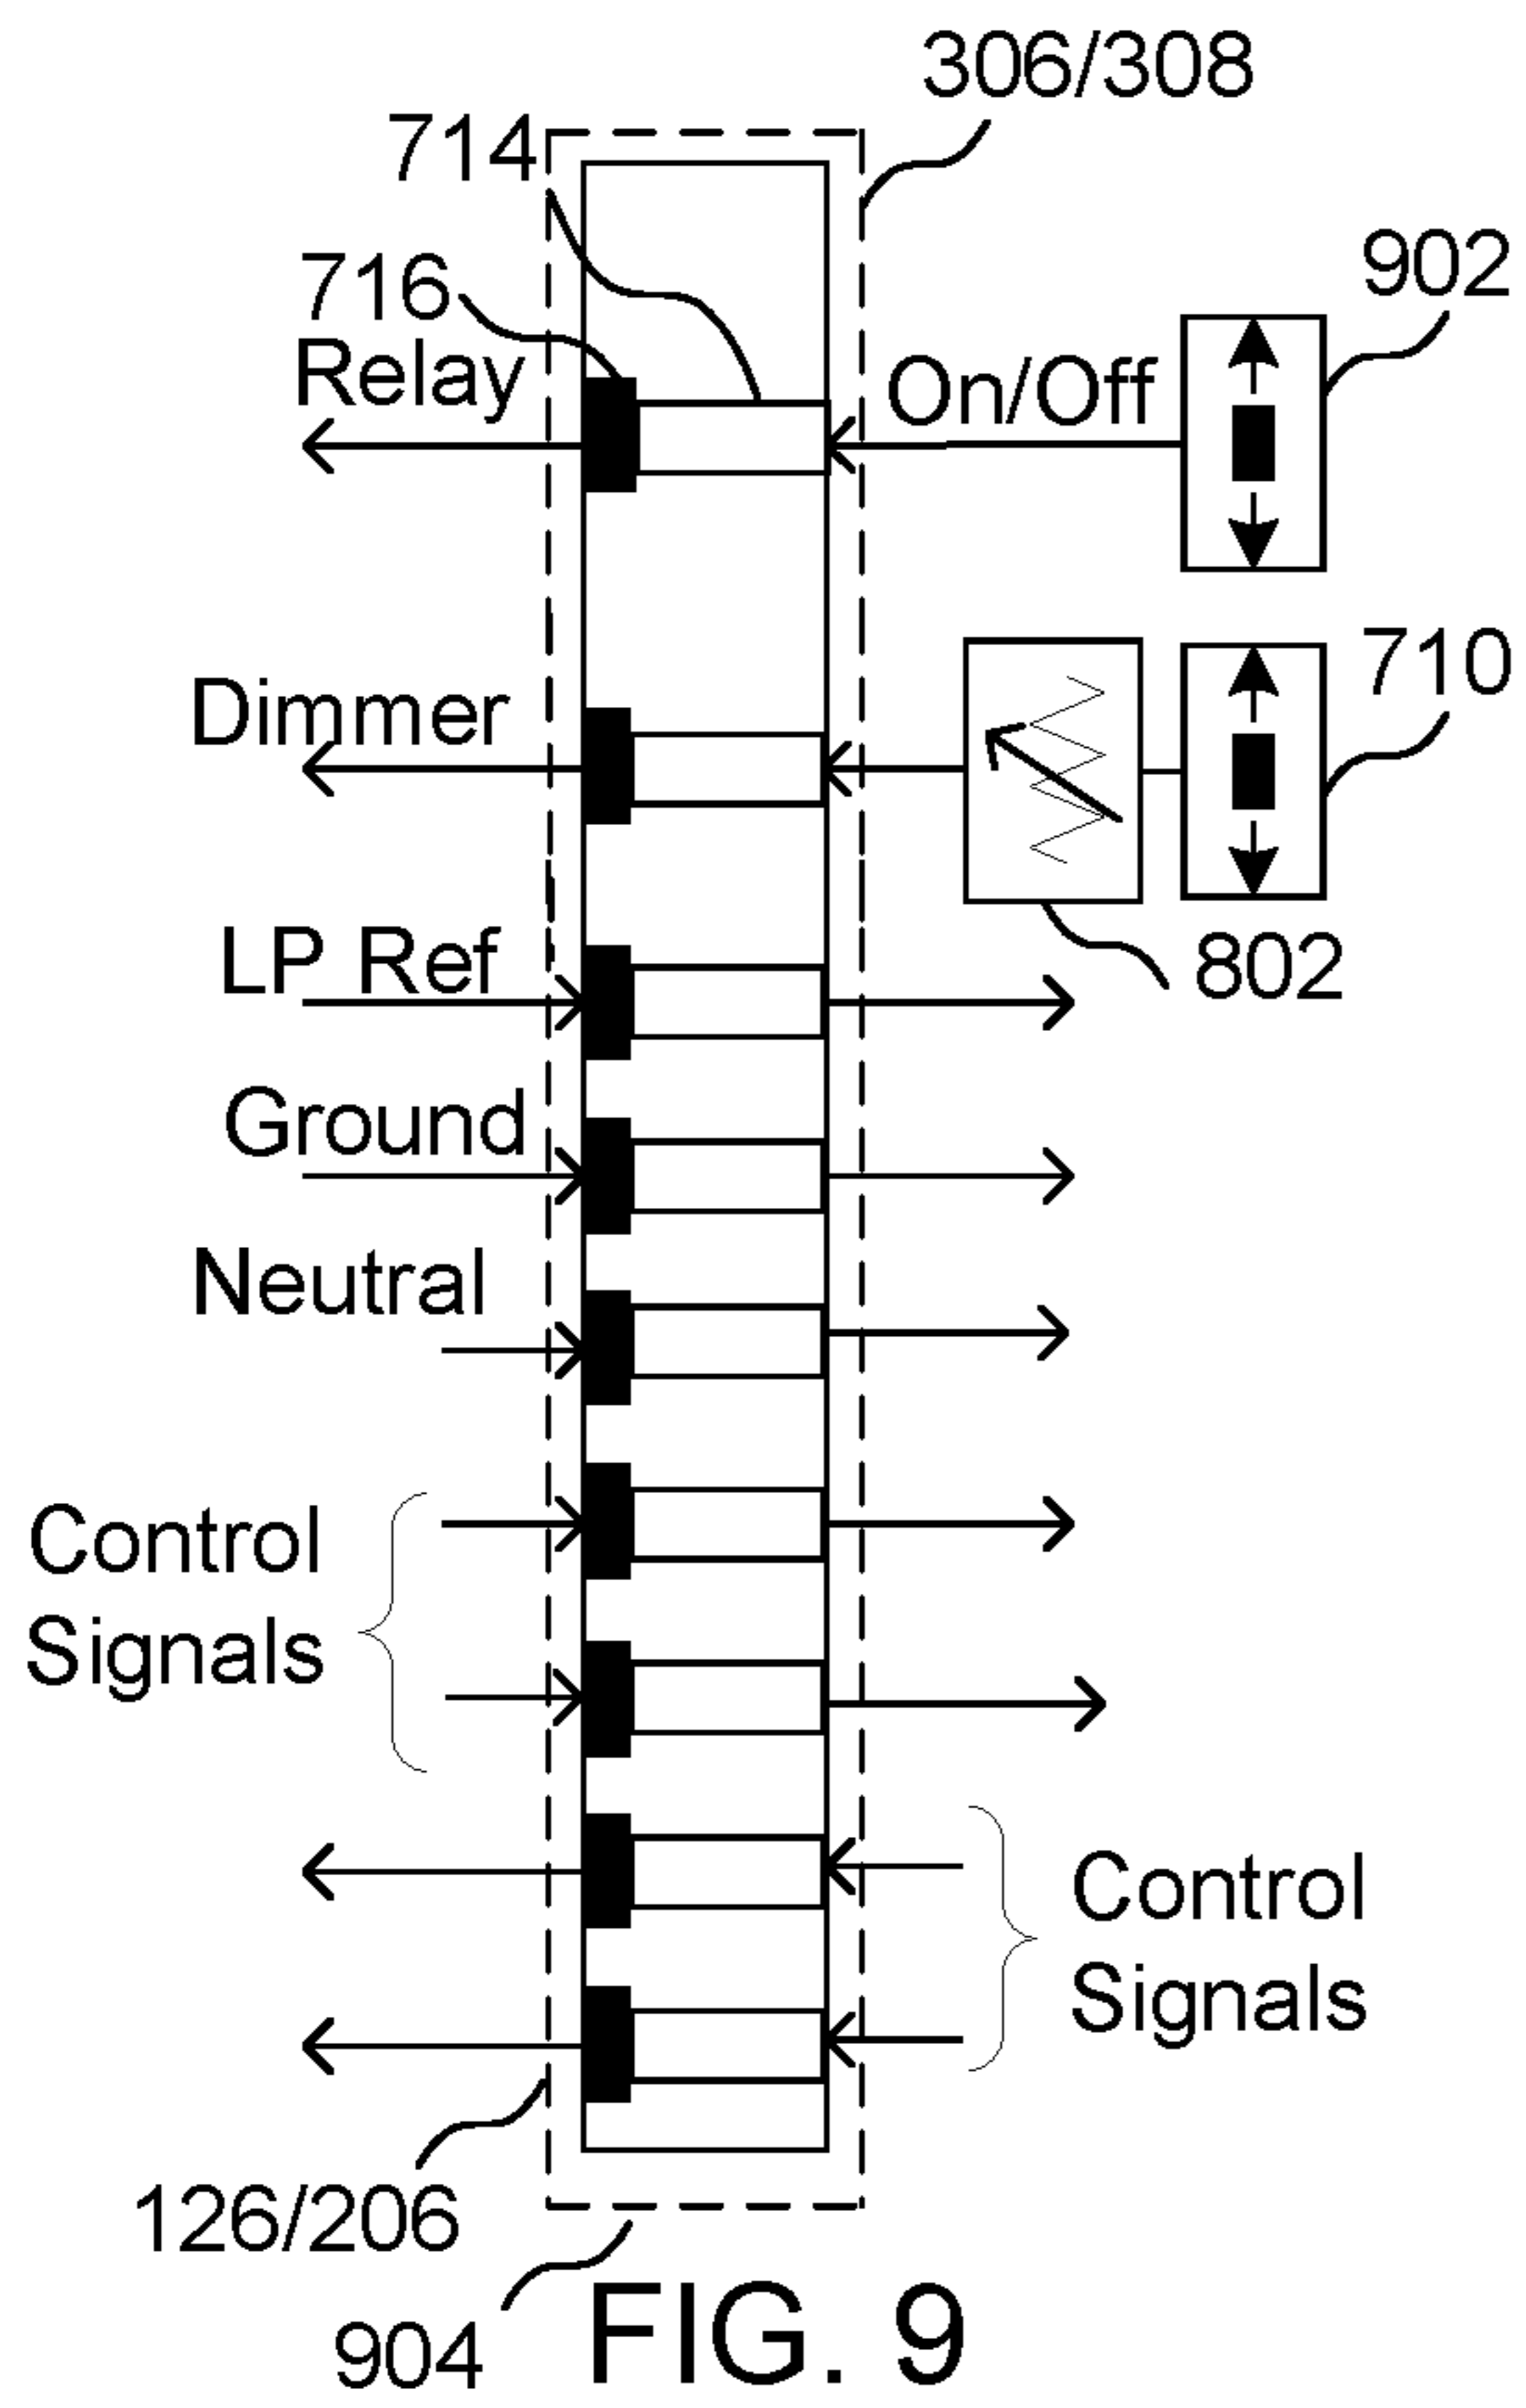 306/308
714
902
716
Relay
On/Off
710
Dimmer
LP Ref
802
Ground
Neutral
Control
Signals
Control
Signals
126/206
904
FIG. 9